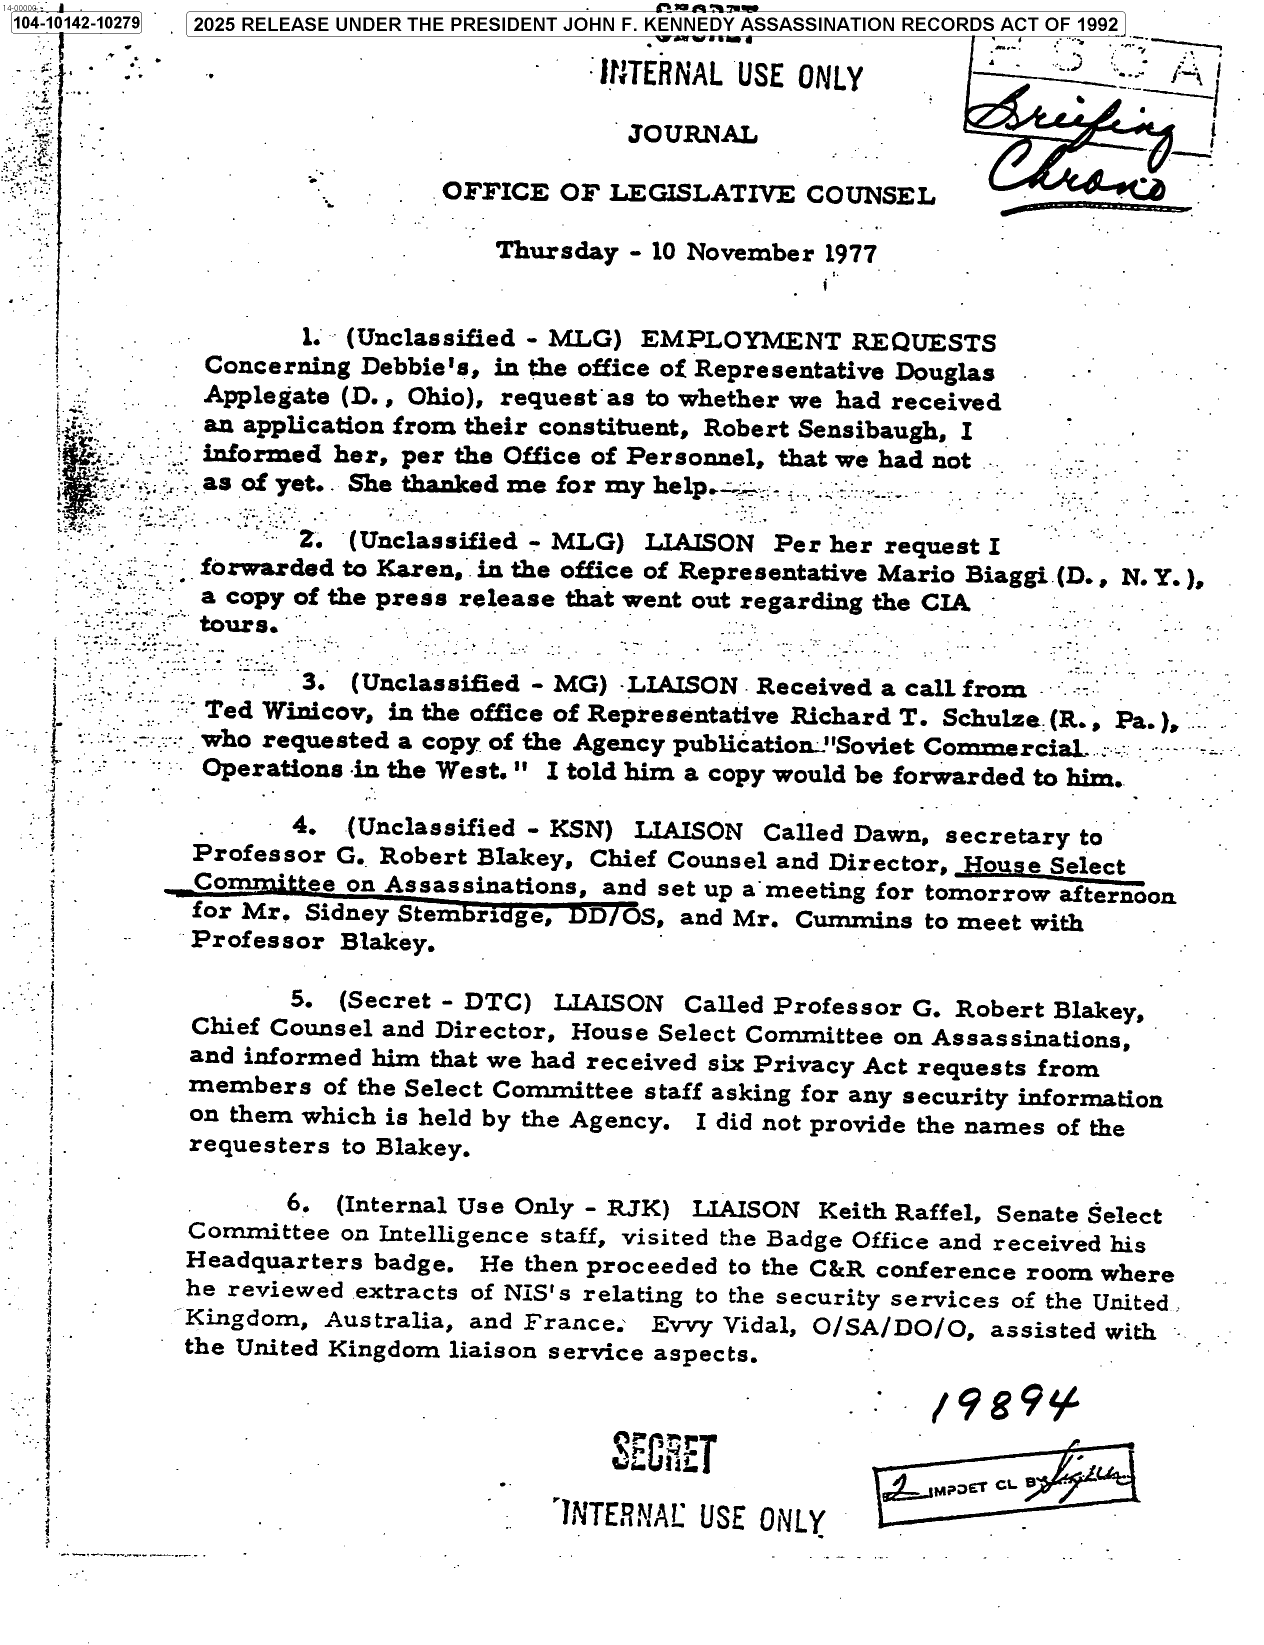 14-00000
104-10142-10279
2025 RELEASE UNDER THE PRESIDENT JOHN F. KENNEDY ASSASSINATION RECORDS ACT OF 1992
INTERNAL USE ONLY
HSCA
Briefing
Chrono
JOURNAL
OFFICE OF LEGISLATIVE COUNSEL
Thursday - 10 November 1977
1. (Unclassified - MLG) EMPLOYMENT REQUESTS
Concerning Debbie's, in the office of Representative Douglas
Applegate (D., Ohio), request as to whether we had received
an application from their constituent, Robert Sensibaugh, I
informed her, per the Office of Personnel, that we had not
as of yet. She thanked me for my help.
2. (Unclassified - MLG) LIAISON Per her request I
forwarded to Karen, in the office of Representative Mario Biaggi (D., N.Y.),
a copy of the press release that went out regarding the CIA
tours.
3. (Unclassified - MG) LIAISON Received a call from
Ted Winicov, in the office of Representative Richard T. Schulze (R., Pa.),
who requested a copy of the Agency publication "Soviet Commercial
Operations in the West." I told him a copy would be forwarded to him.
4. (Unclassified - KSN) LIAISON Called Dawn, secretary to
Professor G. Robert Blakey, Chief Counsel and Director, House Select
Committee on Assassinations, and set up a meeting for tomorrow afternoon
for Mr. Sidney Stembridge, DD/OS, and Mr. Cummins to meet with
Professor Blakey.
5. (Secret - DTC) LIAISON Called Professor G. Robert Blakey,
Chief Counsel and Director, House Select Committee on Assassinations,
and informed him that we had received six Privacy Act requests from
members of the Select Committee staff asking for any security information
on them which is held by the Agency. I did not provide the names of the
requesters to Blakey.
6. (Internal Use Only - RJK) LIAISON Keith Raffel, Senate Select
Committee on Intelligence staff, visited the Badge Office and received his
Headquarters badge. He then proceeded to the C&R conference room where
he reviewed extracts of NIS's relating to the security services of the United
Kingdom, Australia, and France. Evvy Vidal, O/SA/DO/O, assisted with
the United Kingdom liaison service aspects.
19894
SECRET
2 IMPDET CL BY
INTERNAL USE ONLY